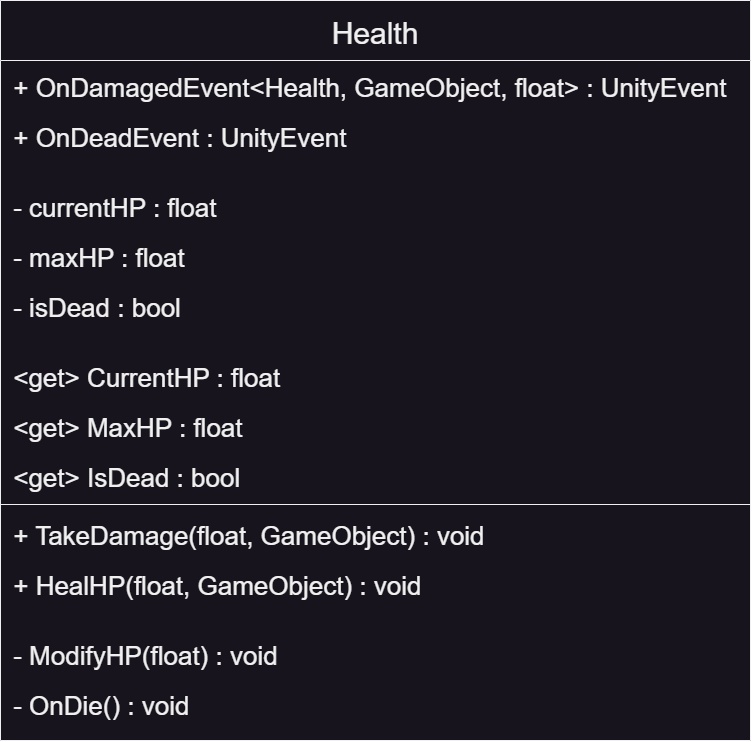 Health
+ OnDamagedEvent<Health, GameObject, float> : UnityEvent
+ OnDeadEvent : UnityEvent
- currentHP : float
- maxHP : float
- isDead : bool
<get> CurrentHP : float
<get> MaxHP : float
<get> IsDead : bool
+ TakeDamage(float, GameObject) : void
+ HealHP(float, GameObject) : void
- ModifyHP(float) : void
- OnDie() : void